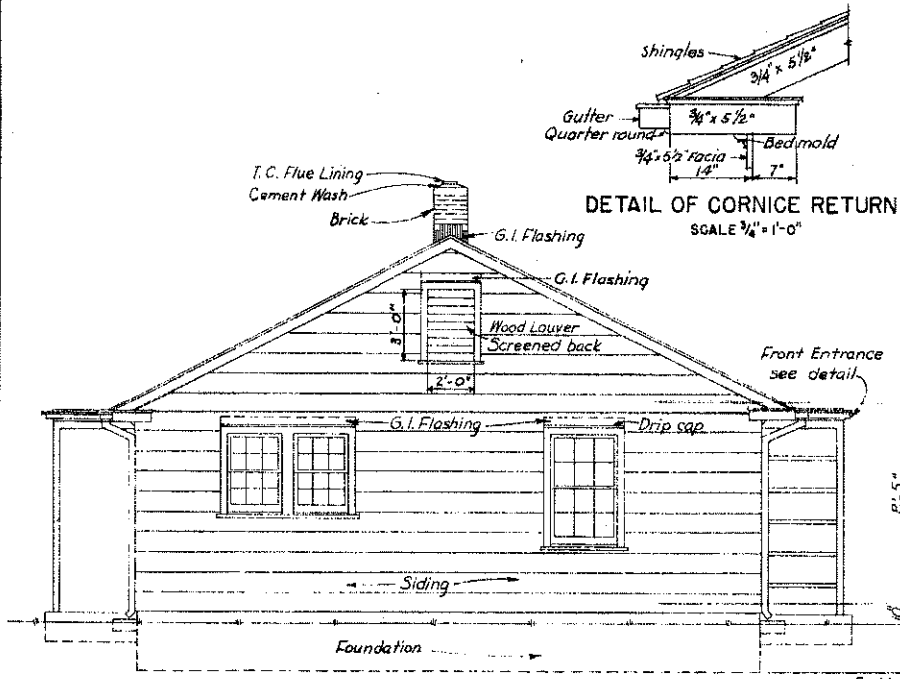 Shingles
3/4" x 5 1/2"
Gutter
3/4" x 5 1/2"
Quarter round
Bed mold
3/4" x 5 1/2" Facia
14"
7"
DETAIL OF CORNICE RETURN
SCALE 3/4" = 1'-0"
T.C. Flue Lining
Cement Wash
Brick
G.I. Flashing
G.I. Flashing
3'-0"
Wood Louver
Screened back
2'-0"
Front Entrance
see detail
G.I. Flashing
Drip cap
8'-5"
Siding
10"
Foundation